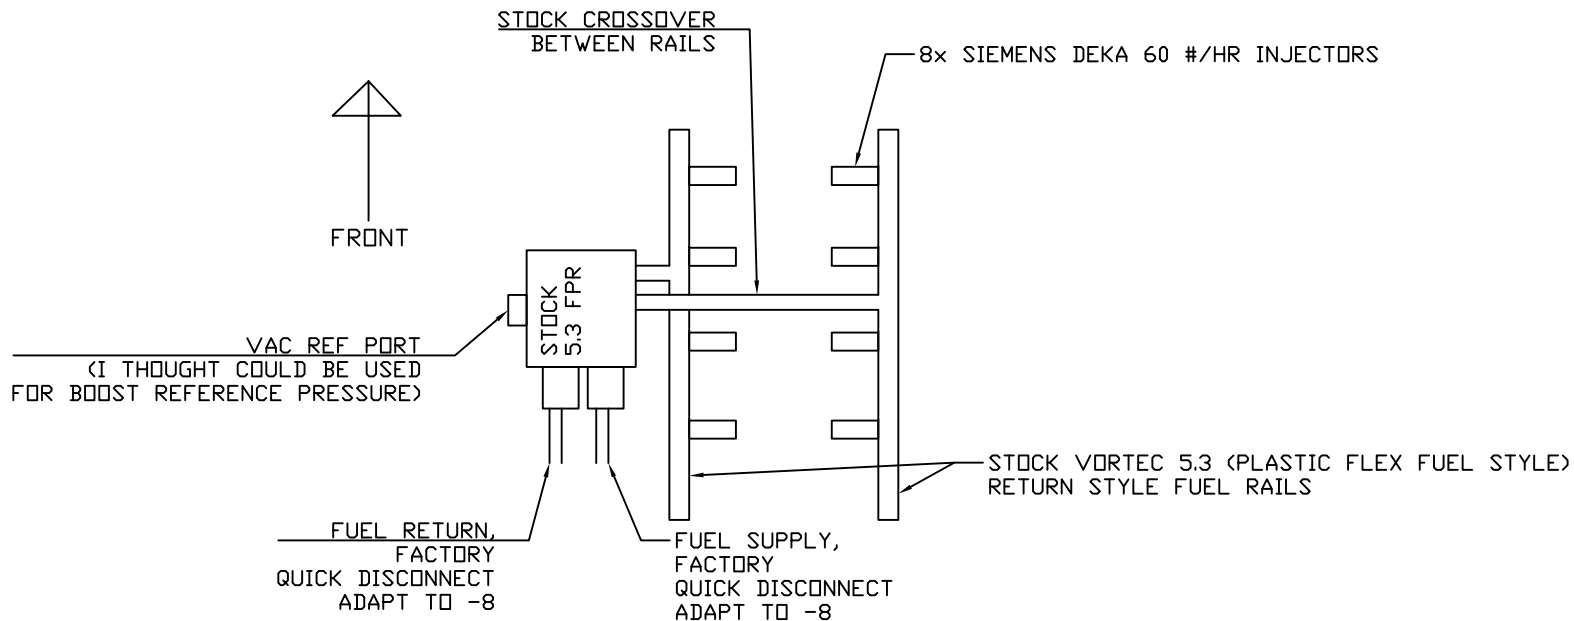 STOCK CROSSOVER
BETWEEN RAILS
8x SIEMENS DEKA 60 #/HR INJECTORS
FRONT
STOCK
5.3 FPR
VAC REF PORT
(I THOUGHT COULD BE USED
FOR BOOST REFERENCE PRESSURE)
STOCK VORTEC 5.3 (PLASTIC FLEX FUEL STYLE)
RETURN STYLE FUEL RAILS
FUEL RETURN,
FACTORY
QUICK DISCONNECT
ADAPT TO -8
FUEL SUPPLY,
FACTORY
QUICK DISCONNECT
ADAPT TO -8